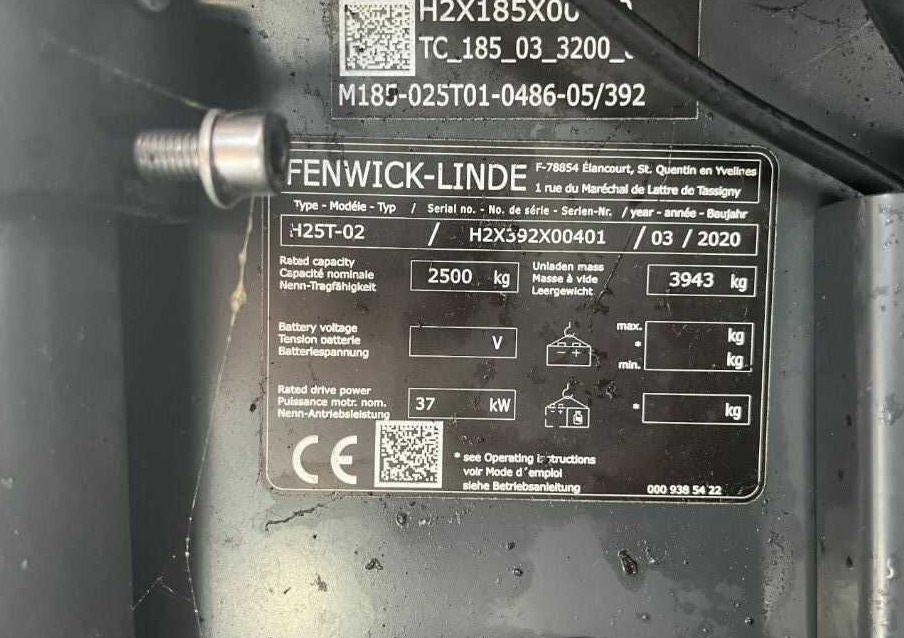 H2X185X00
TC_185_03_3200_
M185-025T01-0486-05/392
FENWICK-LINDE
F-78854 Élancourt, St. Quentin en Yvelines
1 rue du Maréchal de Lattre de Tassigny
Type - Modèle - Typ / Serial no. - No. de série - Serien-Nr. / year - année - Baujahr
H25T-02 / H2X392X00401 / 03 / 2020
Rated capacity
Capacité nominale
Nenn-Tragfähigkeit
2500 kg
Unladen mass
Masse à vide
Leergewicht
3943 kg
Battery voltage
Tension batterie
Batteriespannung
V
max. kg
*
min. kg
Rated drive power
Puissance motr. nom.
Nenn-Antriebsleistung
37 kW
* kg
CE
* see Operating instructions
voir Mode d'emploi
siehe Betriebsanleitung
000 938 54 22